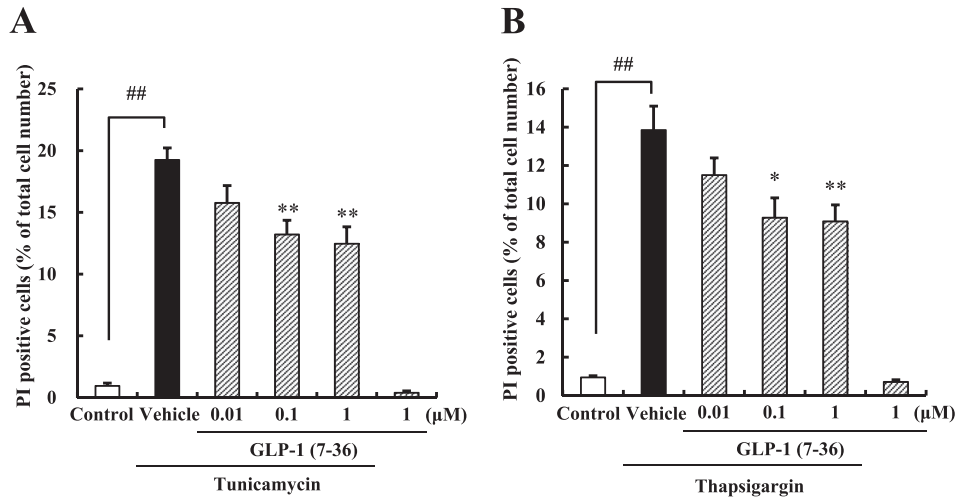 A
PI positive cells (% of total cell number)
25
20
15
10
5
0
##
**
**
Control Vehicle 0.01 0.1 1 1 (μM)
GLP-1 (7-36)
Tunicamycin
B
PI positive cells (% of total cell number)
16
14
12
10
8
6
4
2
0
##
*
**
Control Vehicle 0.01 0.1 1 1 (μM)
GLP-1 (7-36)
Thapsigargin